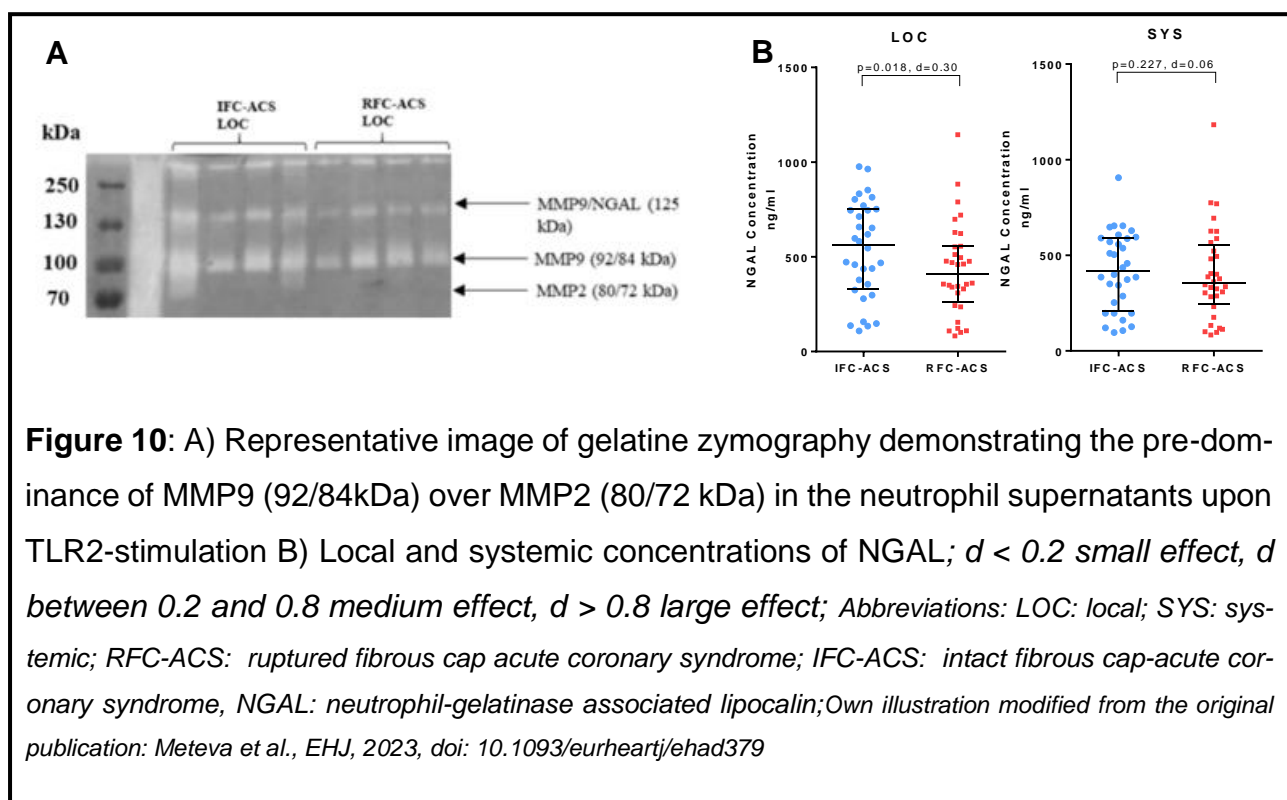 A
IFC-ACS
LOC
RFC-ACS
LOC
kDa
250
130
100
70
MMP9/NGAL (125
kDa)
MMP9 (92/84 kDa)
MMP2 (80/72 kDa)
B
LOC
p=0.018, d=0.30
1500
1000
500
0
NGAL Concentration
ng/ml
IFC-ACS
RFC-ACS
SYS
p=0.227, d=0.06
1500
1000
500
0
NGAL Concentration
ng/ml
IFC-ACS
RFC-ACS
Figure 10: A) Representative image of gelatine zymography demonstrating the pre-dom-
inance of MMP9 (92/84kDa) over MMP2 (80/72 kDa) in the neutrophil supernatants upon
TLR2-stimulation B) Local and systemic concentrations of NGAL; d < 0.2 small effect, d
between 0.2 and 0.8 medium effect, d > 0.8 large effect; Abbreviations: LOC: local; SYS: sys-
temic; RFC-ACS: ruptured fibrous cap acute coronary syndrome; IFC-ACS: intact fibrous cap-acute cor-
onary syndrome, NGAL: neutrophil-gelatinase associated lipocalin;Own illustration modified from the original
publication: Meteva et al., EHJ, 2023, doi: 10.1093/eurheartj/ehad379